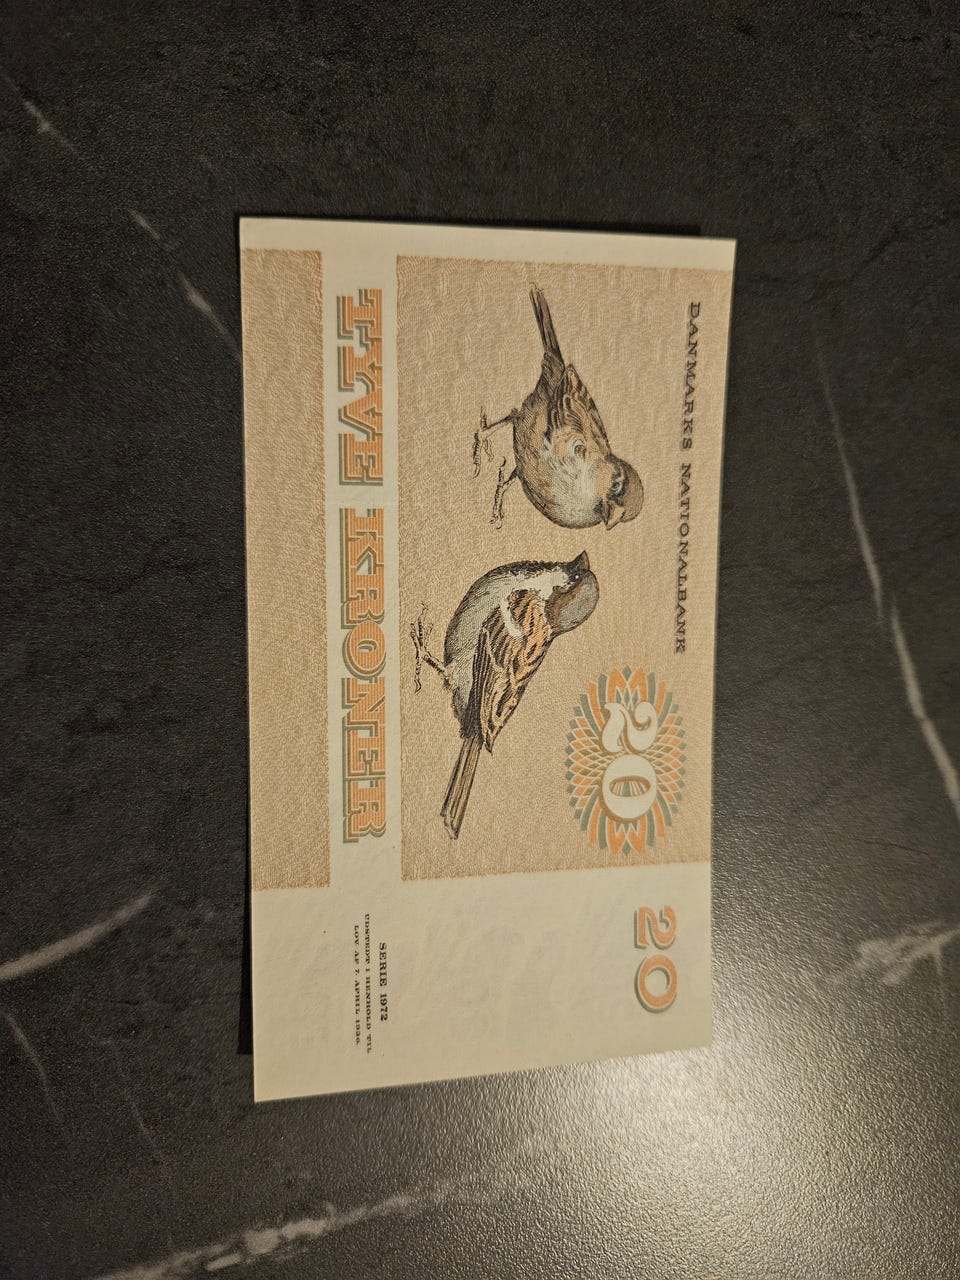 DANMARKS NATIONALBANK
20
20
TYVE KRONER
SERIE 1972
UDSTEDT I HENHOLD TIL
LOV AF 7. APRIL 1936.